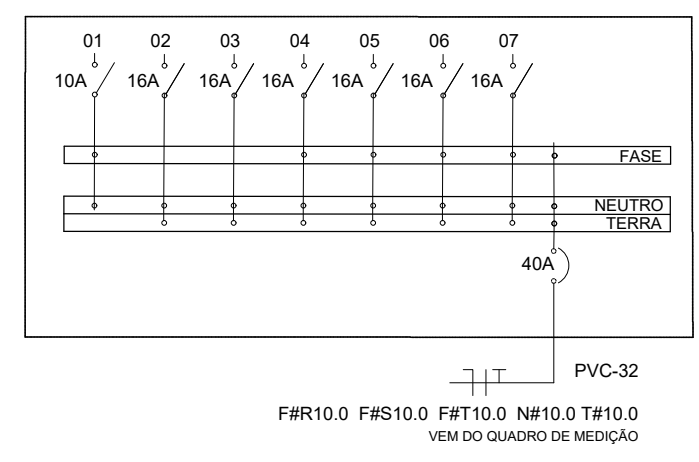 01 02 03 04 05 06 07
10A 16A 16A 16A 16A 16A 16A
FASE
NEUTRO
TERRA
40A
PVC-32
F#R10.0 F#S10.0 F#T10.0 N#10.0 T#10.0
VEM DO QUADRO DE MEDIÇÃO